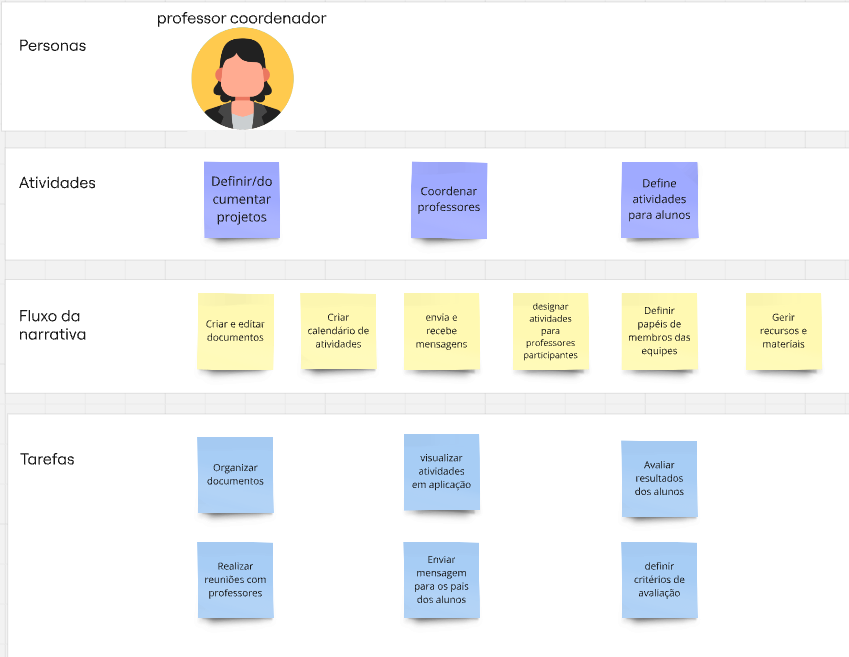 professor coordenador
Personas
Atividades
Definir/do
cumentar
projetos
Coordenar
professores
Define
atividades
para alunos
Fluxo da
narrativa
Criar e editar
documentos
Criar
calendário de
atividades
envia e
recebe
mensagens
designar
atividades
para
professores
participantes
Definir
papéis de
membros das
equipes
Gerir
recursos e
materiais
Tarefas
Organizar
documentos
visualizar
atividades
em aplicação
Avaliar
resultados
dos alunos
Realizar
reuniões com
professores
Enviar
mensagem
para os pais
dos alunos
definir
critérios de
avaliação